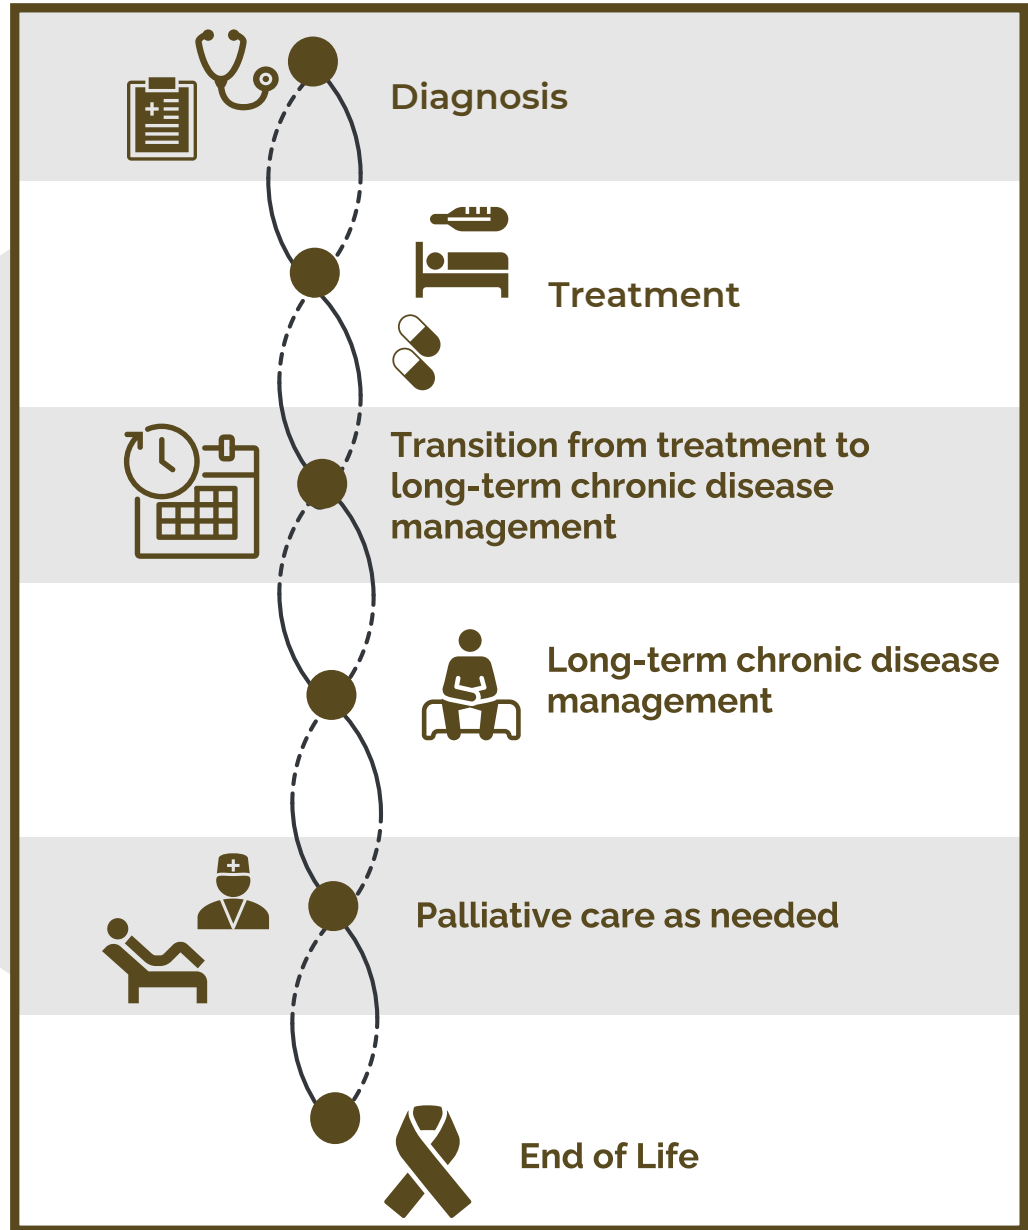 Diagnosis
Treatment
Transition from treatment to
long-term chronic disease
management
Long-term chronic disease
management
Palliative care as needed
End of Life